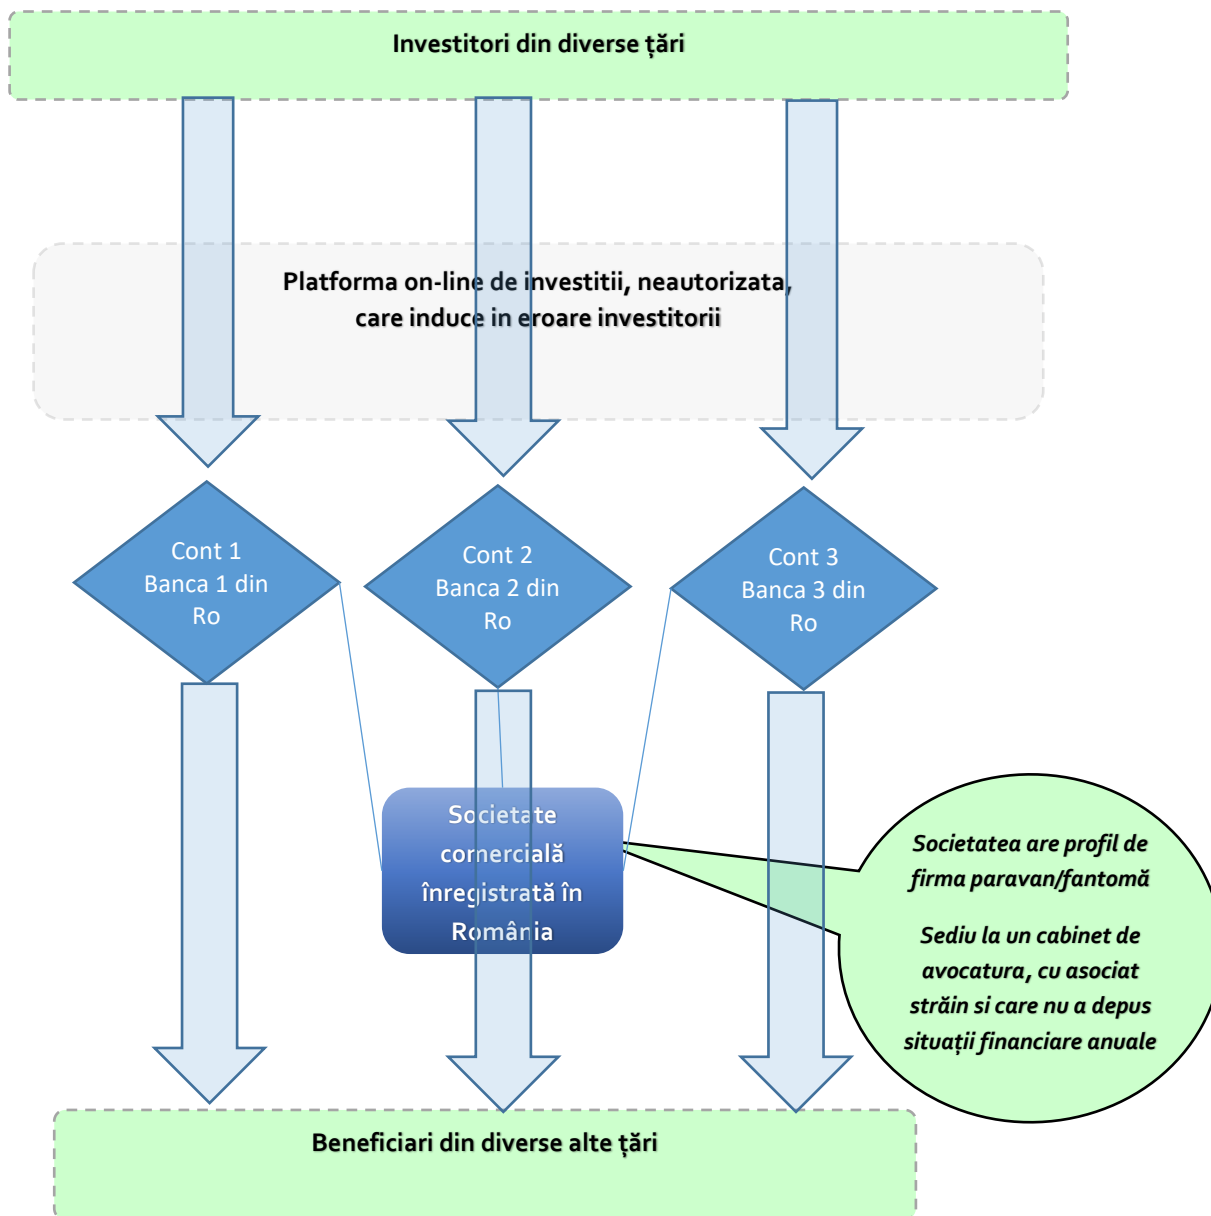 Investitori din diverse țări
Platforma on-line de investitii, neautorizata,
care induce in eroare investitorii
Cont 1
Banca 1 din
Ro
Cont 2
Banca 2 din
Ro
Cont 3
Banca 3 din
Ro
Societate
comercială
înregistrată în
România
Societatea are profil de
firma paravan/fantomă
Sediu la un cabinet de
avocatura, cu asociat
străin si care nu a depus
situații financiare anuale
Beneficiari din diverse alte țări